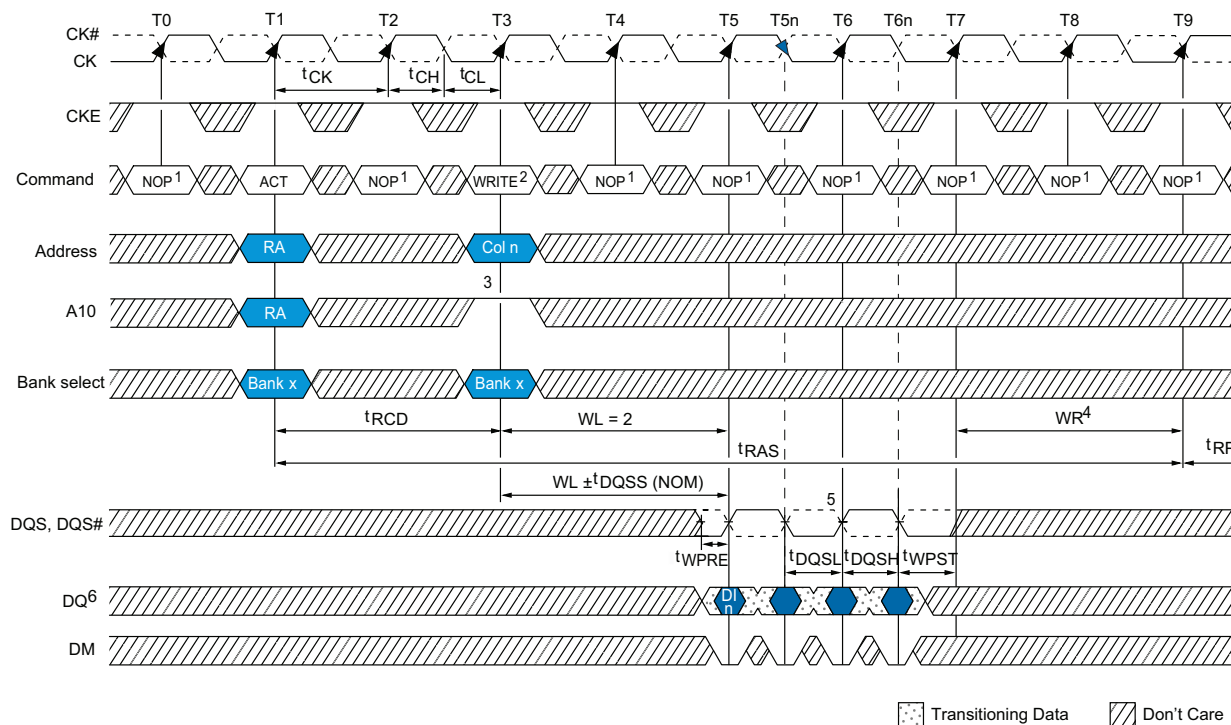 T0 T1 T2 T3 T4 T5 T5n T6 T6n T7 T8 T9
CK#
CK
tCK tCH tCL
CKE
Command NOP1 ACT NOP1 WRITE2 NOP1 NOP1 NOP1 NOP1 NOP1 NOP1
Address RA Col n
3
A10 RA
Bank select Bank x Bank x
tRCD WL = 2 WR4
tRAS tRP
WL ±tDQSS (NOM)
5
DQS, DQS#
tWPRE tDQSL tDQSH tWPST
DQ6 DI
n
DM
Transitioning Data Don't Care